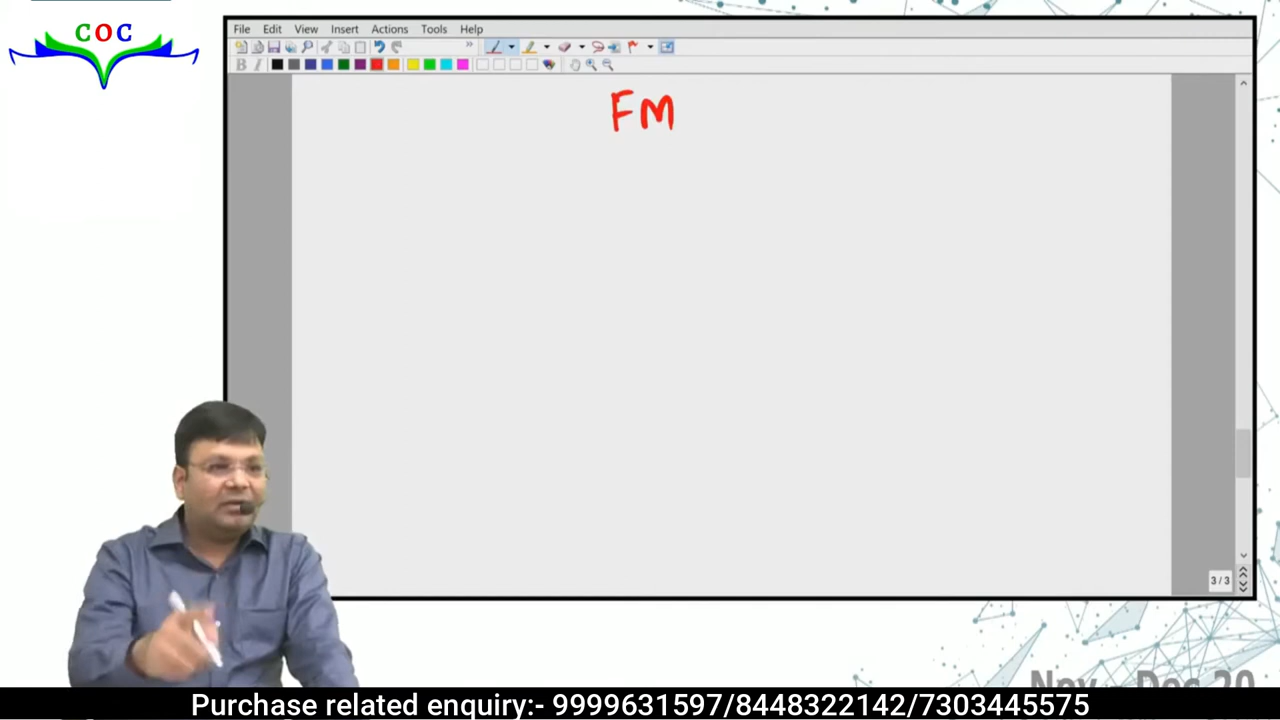 COC
File Edit View Insert Actions Tools Help
B I
FM
3 / 3
Purchase related enquiry:- 9999631597/8448322142/7303445575